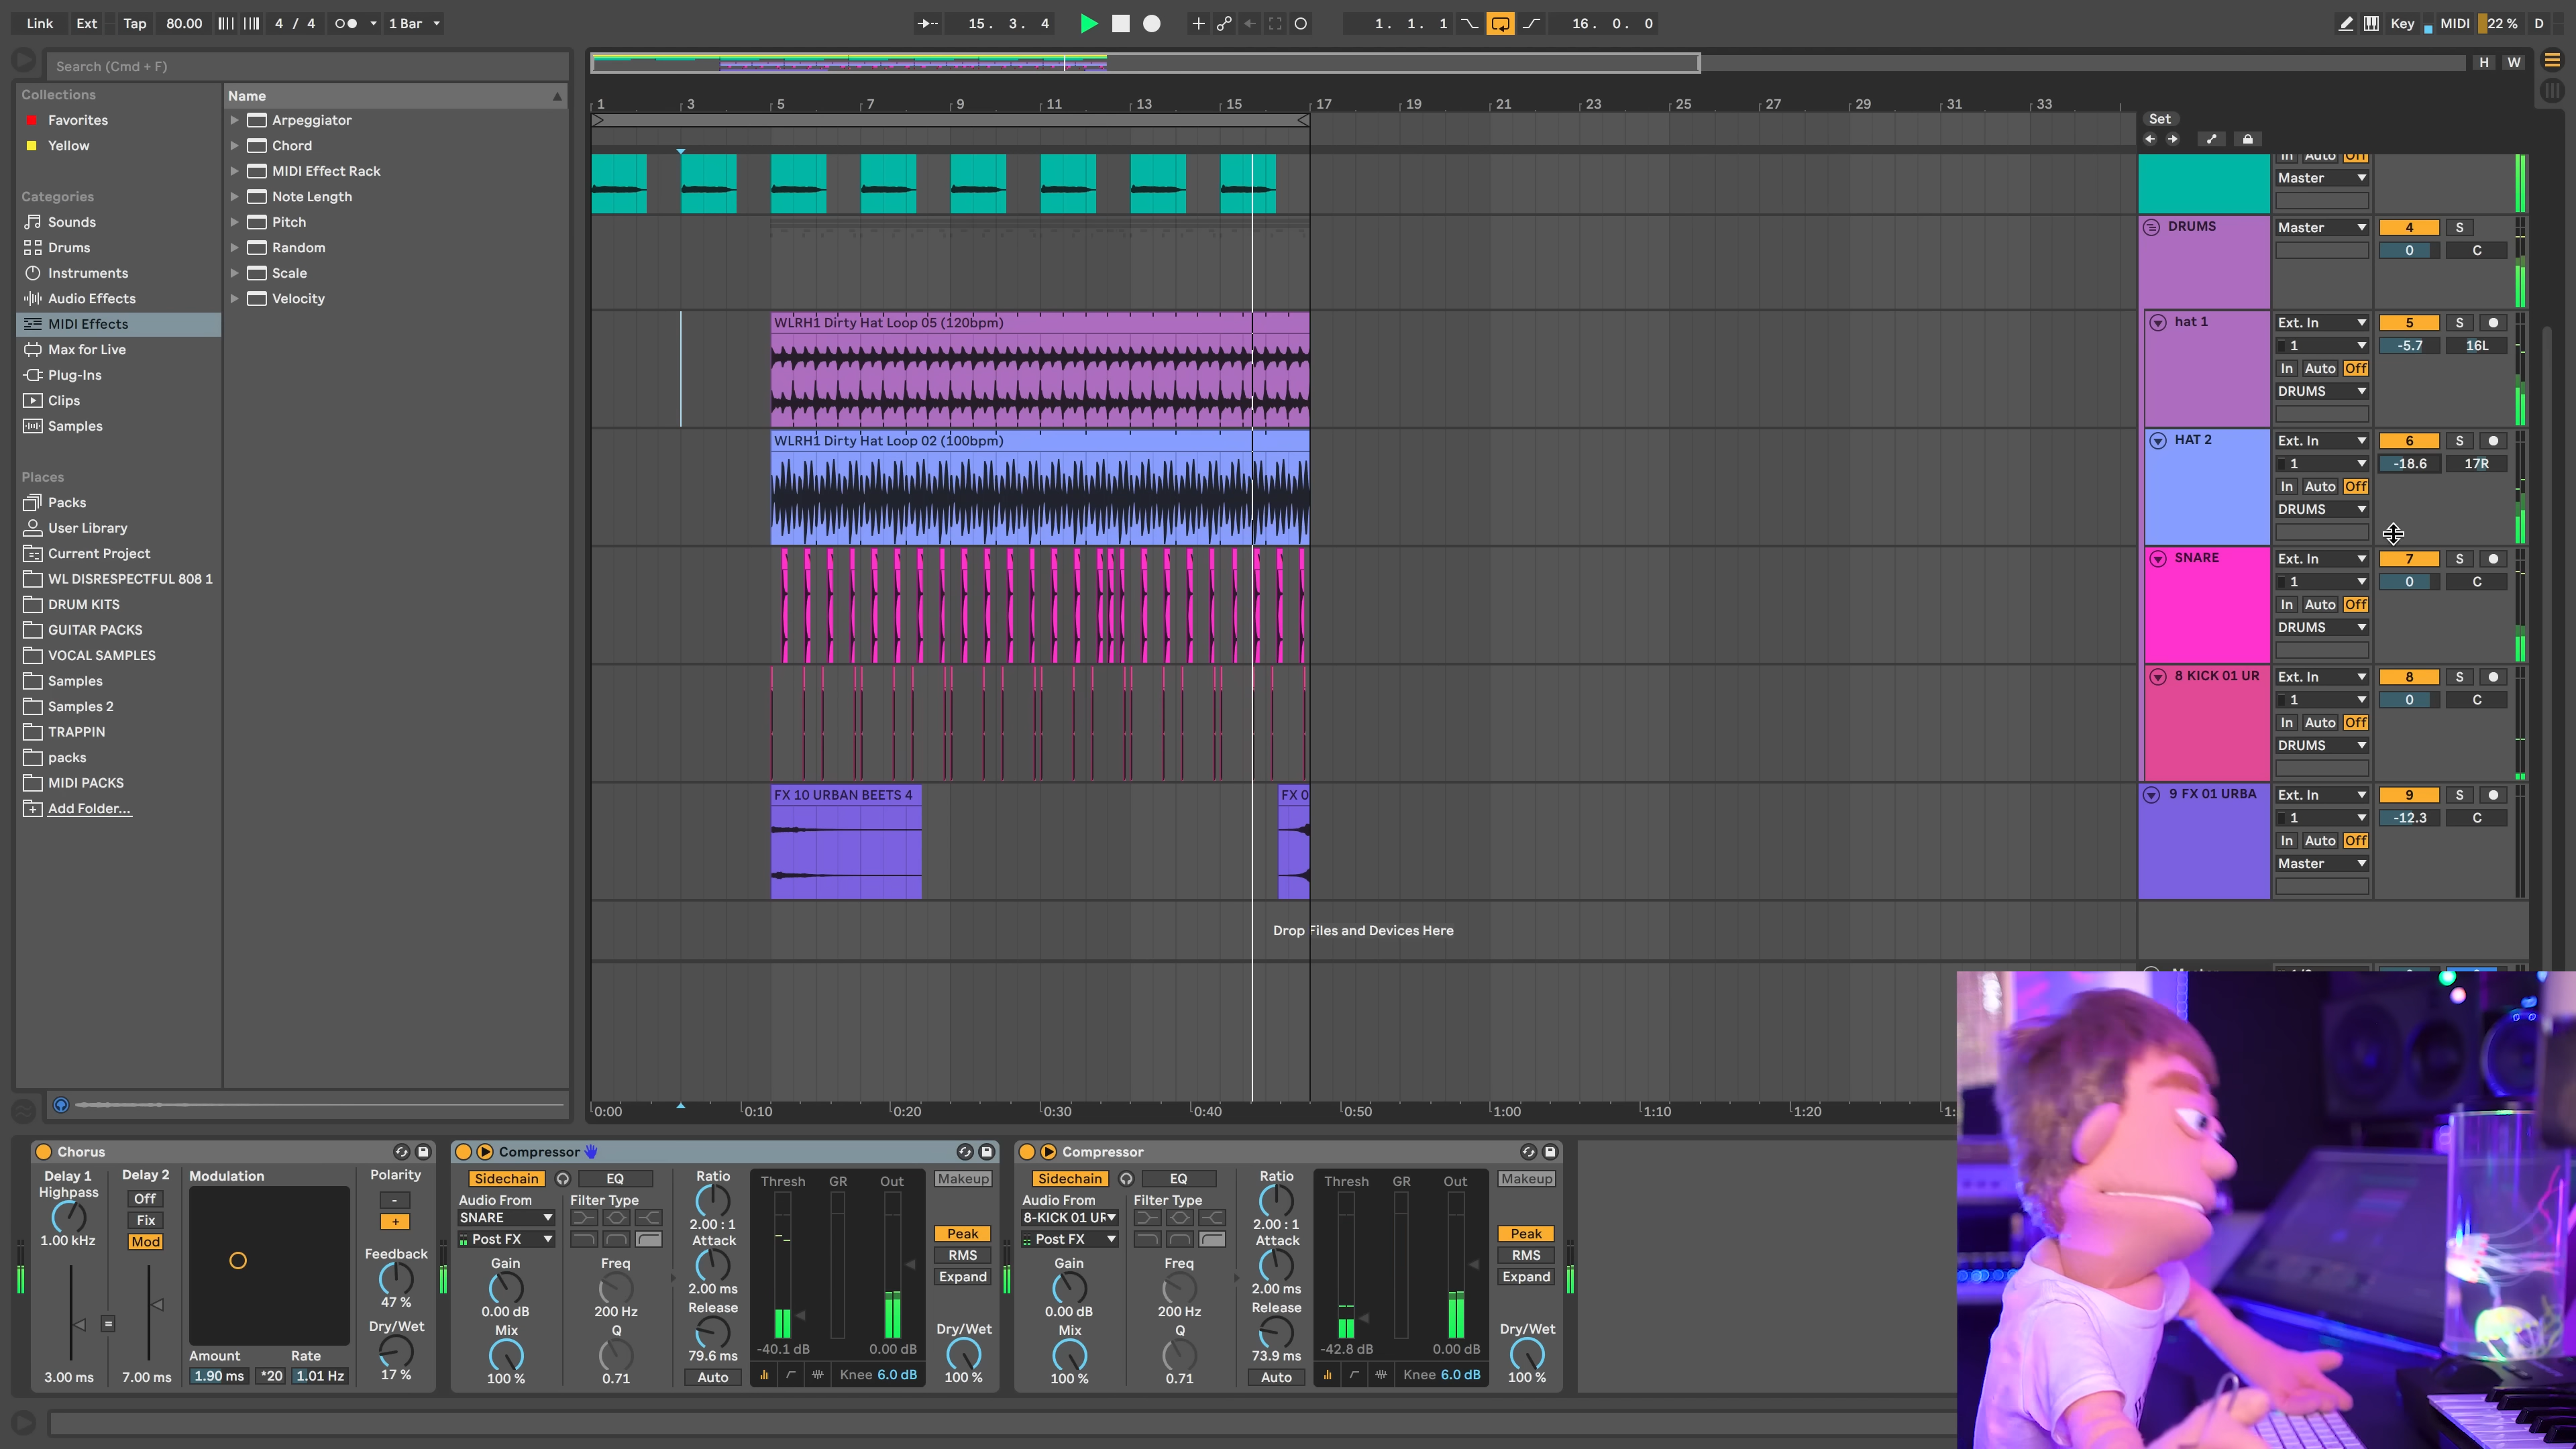 Link Ext Tap 80.00 4 / 4 1 Bar 15. 3. 4 1. 1. 1 16. 0. 0 Key MIDI 22 % D
Search (Cmd + F)
H W
Collections
Favorites
Yellow
Categories
Sounds
Drums
Instruments
Audio Effects
MIDI Effects
Max for Live
Plug-Ins
Clips
Samples
Places
Packs
User Library
Current Project
WL DISRESPECTFUL 808 1
DRUM KITS
GUITAR PACKS
VOCAL SAMPLES
Samples
Samples 2
TRAPPIN
packs
MIDI PACKS
Add Folder...
Name
Arpeggiator
Chord
MIDI Effect Rack
Note Length
Pitch
Random
Scale
Velocity
1 3 5 7 9 11 13 15 17 19 21 23 25 27 29 31 33
Set
In Auto Off
Master
DRUMS Master 4 S
0 C
WLRH1 Dirty Hat Loop 05 (120bpm)
hat 1 Ext. In 5 S
1 -5.7 16L
In Auto Off
DRUMS
WLRH1 Dirty Hat Loop 02 (100bpm)
HAT 2 Ext. In 6 S
1 -18.6 17R
In Auto Off
DRUMS
SNARE Ext. In 7 S
1 0 C
In Auto Off
DRUMS
8 KICK 01 UR Ext. In 8 S
1 0 C
In Auto Off
DRUMS
FX 10 URBAN BEETS 4 FX 0
9 FX 01 URBA Ext. In 9 S
1 -12.3 C
In Auto Off
Master
Drop Files and Devices Here
0:00 0:10 0:20 0:30 0:40 0:50 1:00 1:10 1:20
Chorus
Delay 1 Delay 2 Modulation Polarity
Highpass Off -
Fix +
1.00 kHz Mod
Feedback
47 %
Dry/Wet
Amount Rate
3.00 ms 7.00 ms 1.90 ms *20 1.01 Hz 17 %
Compressor
Sidechain EQ Ratio Thresh GR Out Makeup
Audio From Filter Type
SNARE 2.00 : 1
Post FX Attack Peak
Gain Freq RMS
2.00 ms Expand
0.00 dB 200 Hz Release
Mix Q Dry/Wet
79.6 ms -40.1 dB 0.00 dB
100 % 0.71 Auto Knee 6.0 dB 100 %
Compressor
Sidechain EQ Ratio Thresh GR Out Makeup
Audio From Filter Type
8-KICK 01 UR 2.00 : 1
Post FX Attack Peak
Gain Freq RMS
2.00 ms Expand
0.00 dB 200 Hz Release
Mix Q Dry/Wet
73.9 ms -42.8 dB 0.00 dB
100 % 0.71 Auto Knee 6.0 dB 100 %